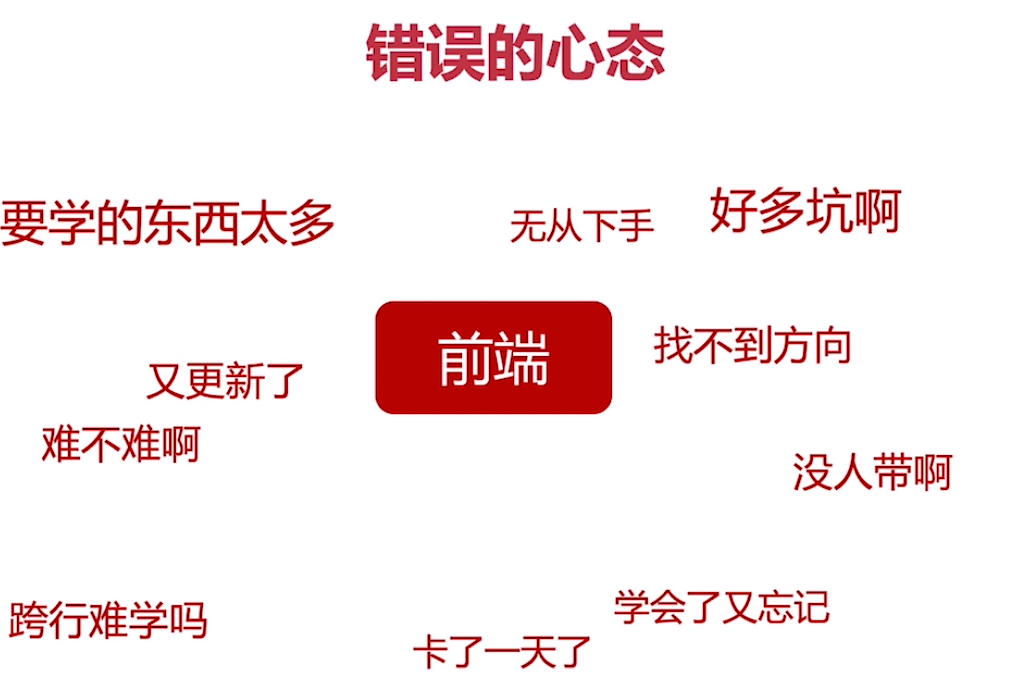 错误的心态
要学的东西太多
无从下手
好多坑啊
前端
找不到方向
又更新了
难不难啊
没人带啊
跨行难学吗
学会了又忘记
卡了一天了